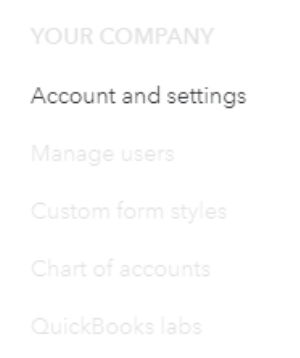 YOUR COMPANY
Account and settings
Manage users
Custom form styles
Chart of accounts
QuickBooks labs